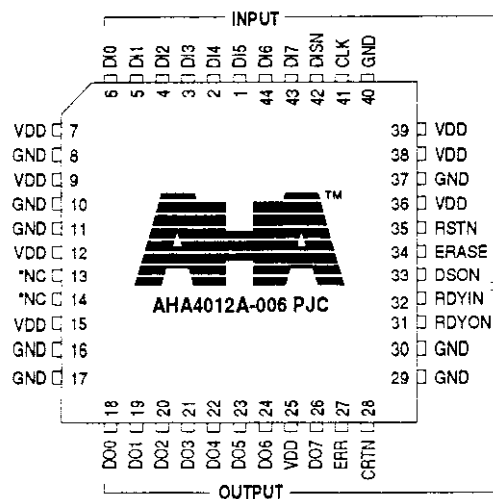 INPUT
DI0 DI1 DI2 DI3 DI4 DI5 DI6 DI7 DISN CLK GND
6 5 4 3 2 1 44 43 42 41 40
VDD 7
GND 8
VDD 9
GND 10
GND 11
VDD 12
*NC 13
*NC 14
VDD 15
GND 16
GND 17
AHA™
AHA4012A-006 PJC
39 VDD
38 VDD
37 GND
36 VDD
35 RSTN
34 ERASE
33 DSON
32 RDYIN
31 RDYON
30 GND
29 GND
18 19 20 21 22 23 24 25 26 27 28
DO0 DO1 DO2 DO3 DO4 DO5 DO6 VDD DO7 ERR CRTN
OUTPUT